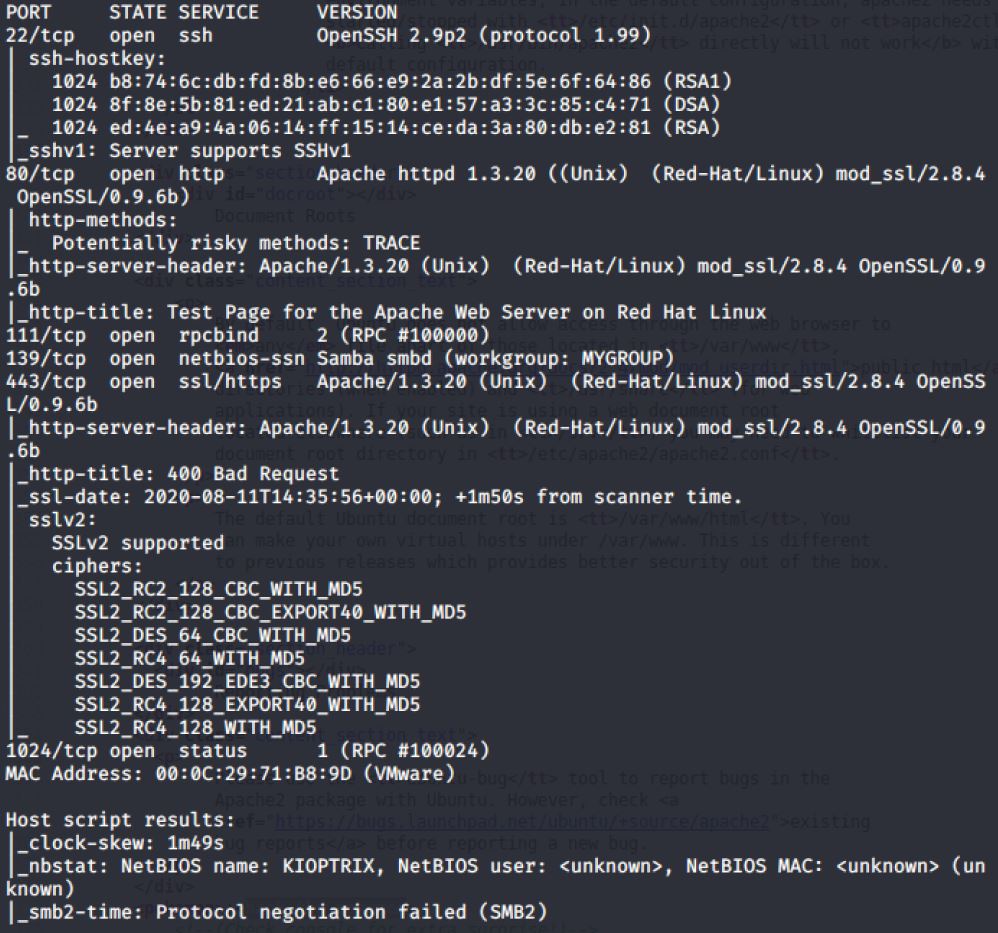 PORT     STATE SERVICE     VERSION
22/tcp   open  ssh         OpenSSH 2.9p2 (protocol 1.99)
| ssh-hostkey:
|   1024 b8:74:6c:db:fd:8b:e6:66:e9:2a:2b:df:5e:6f:64:86 (RSA1)
|   1024 8f:8e:5b:81:ed:21:ab:c1:80:e1:57:a3:3c:85:c4:71 (DSA)
|_  1024 ed:4e:a9:4a:06:14:ff:15:14:ce:da:3a:80:db:e2:81 (RSA)
|_sshv1: Server supports SSHv1
80/tcp   open  http        Apache httpd 1.3.20 ((Unix)  (Red-Hat/Linux) mod_ssl/2.8.4
 OpenSSL/0.9.6b)
| http-methods:
|_  Potentially risky methods: TRACE
|_http-server-header: Apache/1.3.20 (Unix)  (Red-Hat/Linux) mod_ssl/2.8.4 OpenSSL/0.9
.6b
|_http-title: Test Page for the Apache Web Server on Red Hat Linux
111/tcp  open  rpcbind     2 (RPC #100000)
139/tcp  open  netbios-ssn Samba smbd (workgroup: MYGROUP)
443/tcp  open  ssl/https   Apache/1.3.20 (Unix)  (Red-Hat/Linux) mod_ssl/2.8.4 OpenSS
L/0.9.6b
|_http-server-header: Apache/1.3.20 (Unix)  (Red-Hat/Linux) mod_ssl/2.8.4 OpenSSL/0.9
.6b
|_http-title: 400 Bad Request
|_ssl-date: 2020-08-11T14:35:56+00:00; +1m50s from scanner time.
| sslv2:
|   SSLv2 supported
|   ciphers:
|     SSL2_RC2_128_CBC_WITH_MD5
|     SSL2_RC2_128_CBC_EXPORT40_WITH_MD5
|     SSL2_DES_64_CBC_WITH_MD5
|     SSL2_RC4_64_WITH_MD5
|     SSL2_DES_192_EDE3_CBC_WITH_MD5
|     SSL2_RC4_128_EXPORT40_WITH_MD5
|_    SSL2_RC4_128_WITH_MD5
1024/tcp open  status      1 (RPC #100024)
MAC Address: 00:0C:29:71:B8:9D (VMware)
Host script results:
|_clock-skew: 1m49s
|_nbstat: NetBIOS name: KIOPTRIX, NetBIOS user: <unknown>, NetBIOS MAC: <unknown> (un
known)
|_smb2-time: Protocol negotiation failed (SMB2)